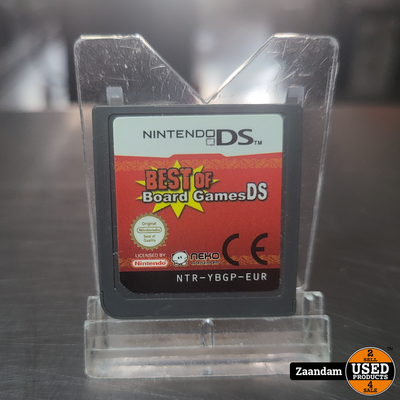 NINTENDO DS™
BEST OF
Board Games DS
Original
Nintendo
Seal of Quality
LICENSED BY
Nintendo
NEKO
CE
NTR-YBGP-EUR
Zaandam
2 SELL
USED
PRODUCTS
4 SALE